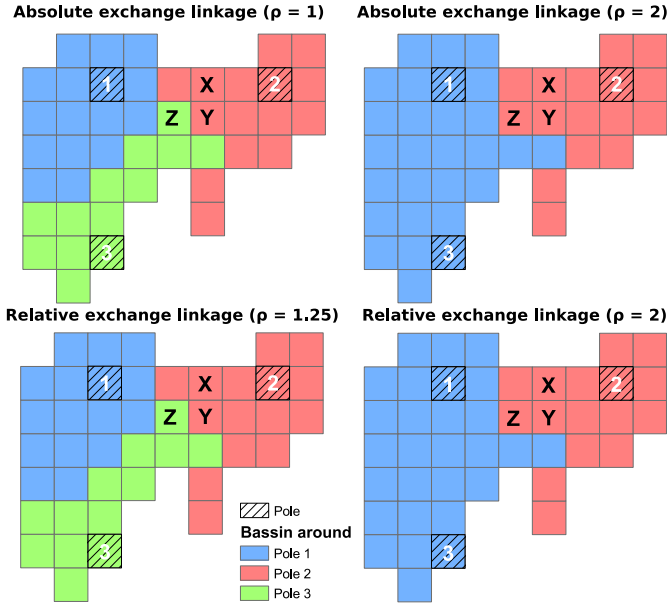 Absolute exchange linkage (ρ = 1)
Absolute exchange linkage (ρ = 2)
1
X
2
Z
Y
3
1
X
2
Z
Y
3
Relative exchange linkage (ρ = 1.25)
Relative exchange linkage (ρ = 2)
1
X
2
Z
Y
3
1
X
2
Z
Y
3
Pole
Bassin around
Pole 1
Pole 2
Pole 3